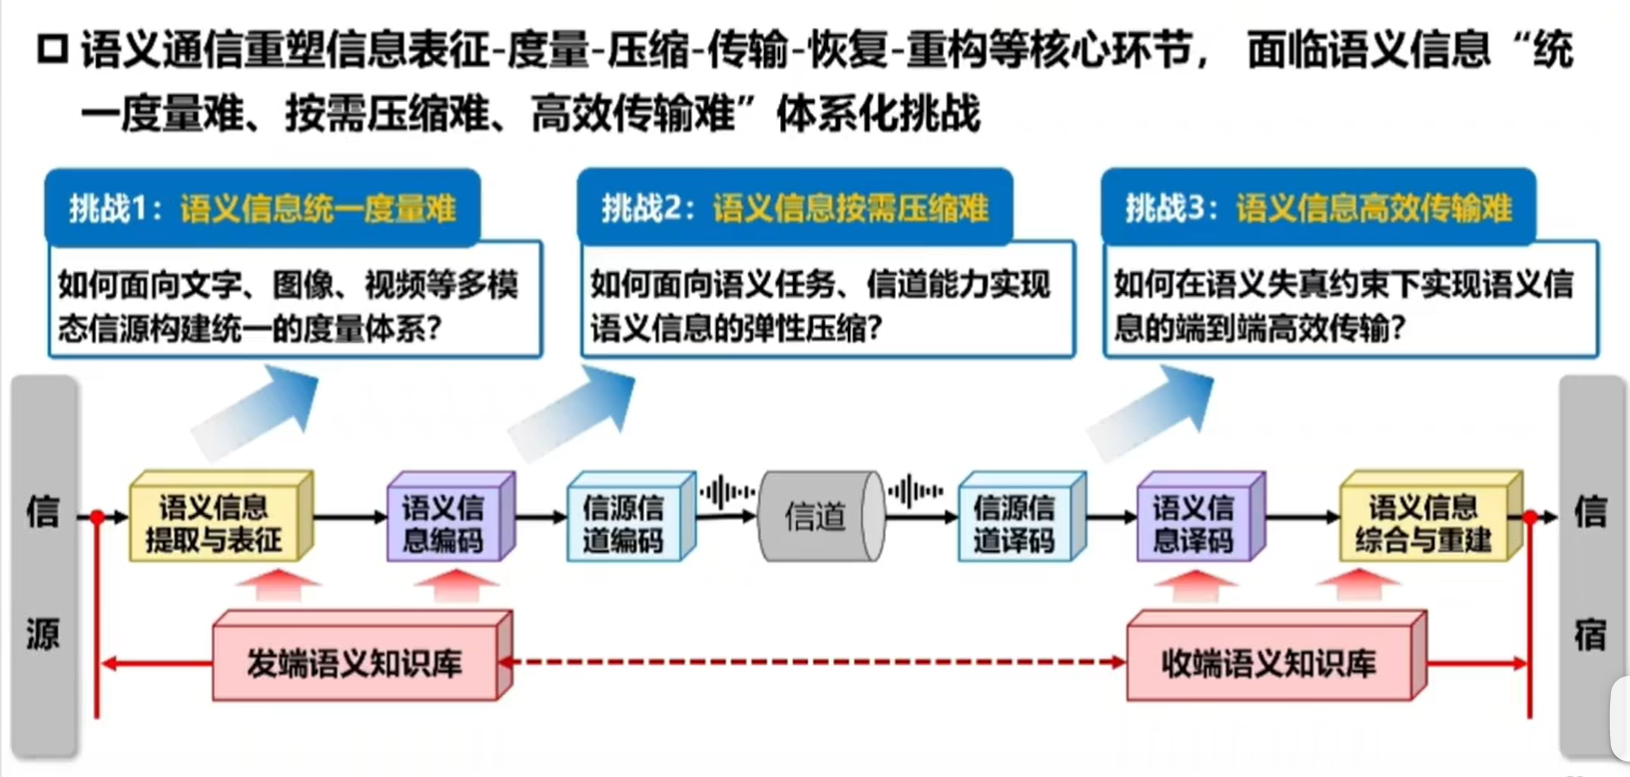 语义通信重塑信息表征-度量-压缩-传输-恢复-重构等核心环节， 面临语义信息“统
一度量难、按需压缩难、高效传输难”体系化挑战
挑战1：语义信息统一度量难
如何面向文字、图像、视频等多模
态信源构建统一的度量体系？
挑战2：语义信息按需压缩难
如何面向语义任务、信道能力实现
语义信息的弹性压缩？
挑战3：语义信息高效传输难
如何在语义失真约束下实现语义信
息的端到端高效传输？
信
源
语义信息
提取与表征
语义信
息编码
信源信
道编码
信道
信源信
道译码
语义信
息译码
语义信息
综合与重建
信
宿
发端语义知识库
收端语义知识库